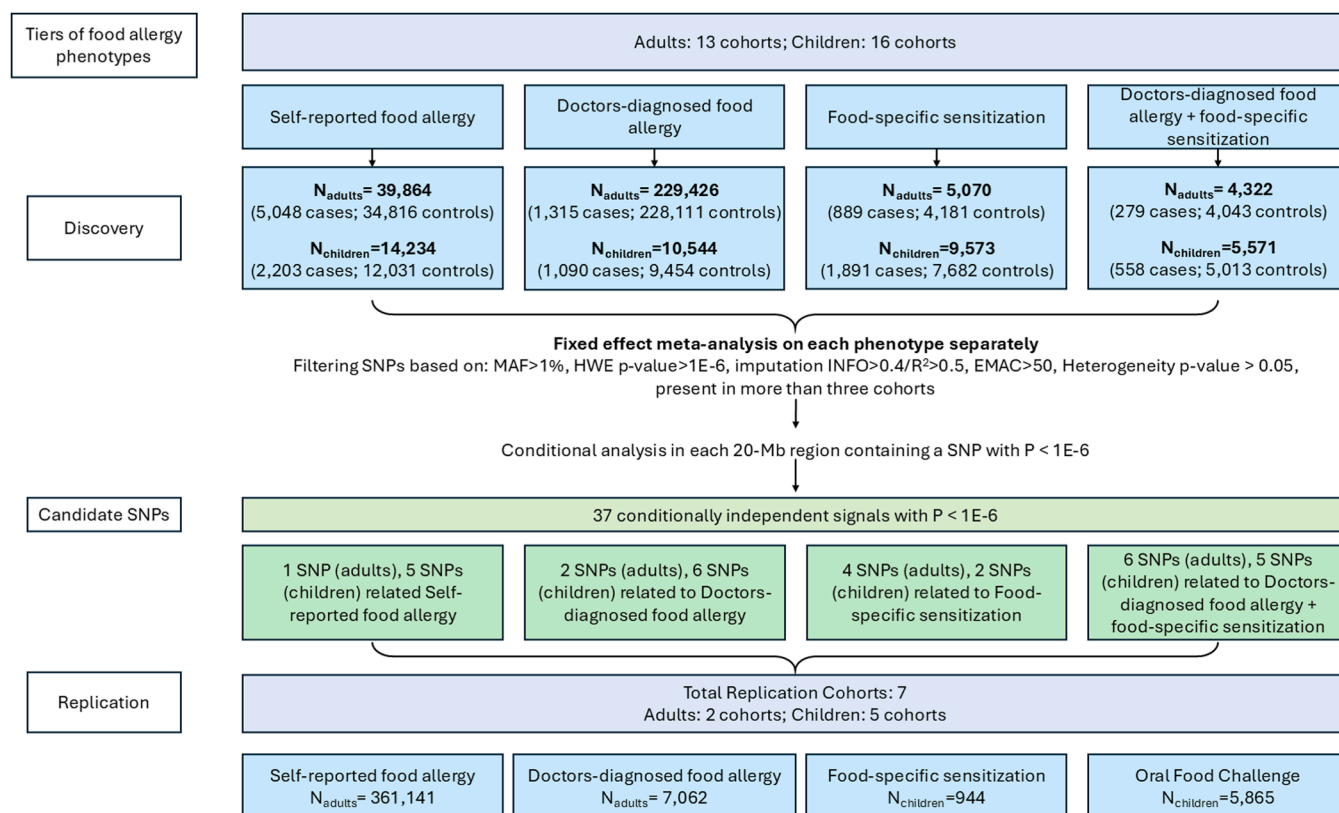 Tiers of food allergy
phenotypes
Adults: 13 cohorts; Children: 16 cohorts
Self-reported food allergy
Doctors-diagnosed food
allergy
Food-specific sensitization
Doctors-diagnosed food
allergy + food-specific
sensitization
Discovery
Nadults= 39,864
(5,048 cases; 34,816 controls)
Nchildren=14,234
(2,203 cases; 12,031 controls)
Nadults= 229,426
(1,315 cases; 228,111 controls)
Nchildren=10,544
(1,090 cases; 9,454 controls)
Nadults= 5,070
(889 cases; 4,181 controls)
Nchildren=9,573
(1,891 cases; 7,682 controls)
Nadults= 4,322
(279 cases; 4,043 controls)
Nchildren=5,571
(558 cases; 5,013 controls)
Fixed effect meta-analysis on each phenotype separately
Filtering SNPs based on: MAF>1%, HWE p-value>1E-6, imputation INFO>0.4/R²>0.5, EMAC>50, Heterogeneity p-value > 0.05,
present in more than three cohorts
Conditional analysis in each 20-Mb region containing a SNP with P < 1E-6
Candidate SNPs
37 conditionally independent signals with P < 1E-6
1 SNP (adults), 5 SNPs
(children) related Self-
reported food allergy
2 SNPs (adults), 6 SNPs
(children) related to Doctors-
diagnosed food allergy
4 SNPs (adults), 2 SNPs
(children) related to Food-
specific sensitization
6 SNPs (adults), 5 SNPs
(children) related to Doctors-
diagnosed food allergy +
food-specific sensitization
Replication
Total Replication Cohorts: 7
Adults: 2 cohorts; Children: 5 cohorts
Self-reported food allergy
Nadults= 361,141
Doctors-diagnosed food allergy
Nadults= 7,062
Food-specific sensitization
Nchildren=944
Oral Food Challenge
Nchildren=5,865